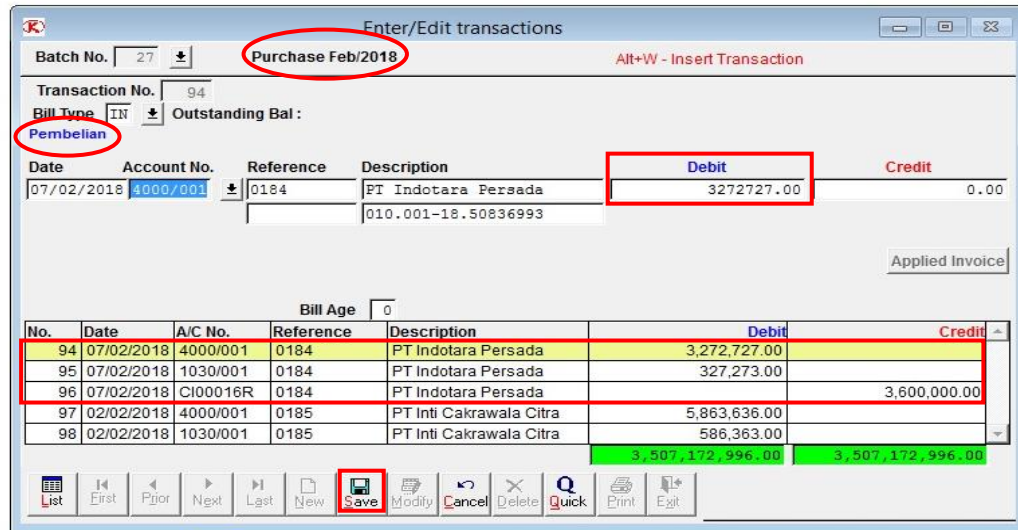 Enter/Edit transactions
Batch No. 27 Purchase Feb/2018 Alt+W - Insert Transaction
Transaction No. 94
Bill Type IN Outstanding Bal :
Pembelian
Date Account No. Reference Description Debit Credit
07/02/2018 4000/001 0184 PT Indotara Persada 3272727.00 0.00
010.001-18.50836993
Applied Invoice
Bill Age 0
No. Date A/C No. Reference Description Debit Credit
94 07/02/2018 4000/001 0184 PT Indotara Persada 3,272,727.00
95 07/02/2018 1030/001 0184 PT Indotara Persada 327,273.00
96 07/02/2018 CI00016R 0184 PT Indotara Persada 3,600,000.00
97 02/02/2018 4000/001 0185 PT Inti Cakrawala Citra 5,863,636.00
98 02/02/2018 1030/001 0185 PT Inti Cakrawala Citra 586,363.00
3,507,172,996.00 3,507,172,996.00
List First Prior Next Last New Save Modify Cancel Delete Quick Print Exit